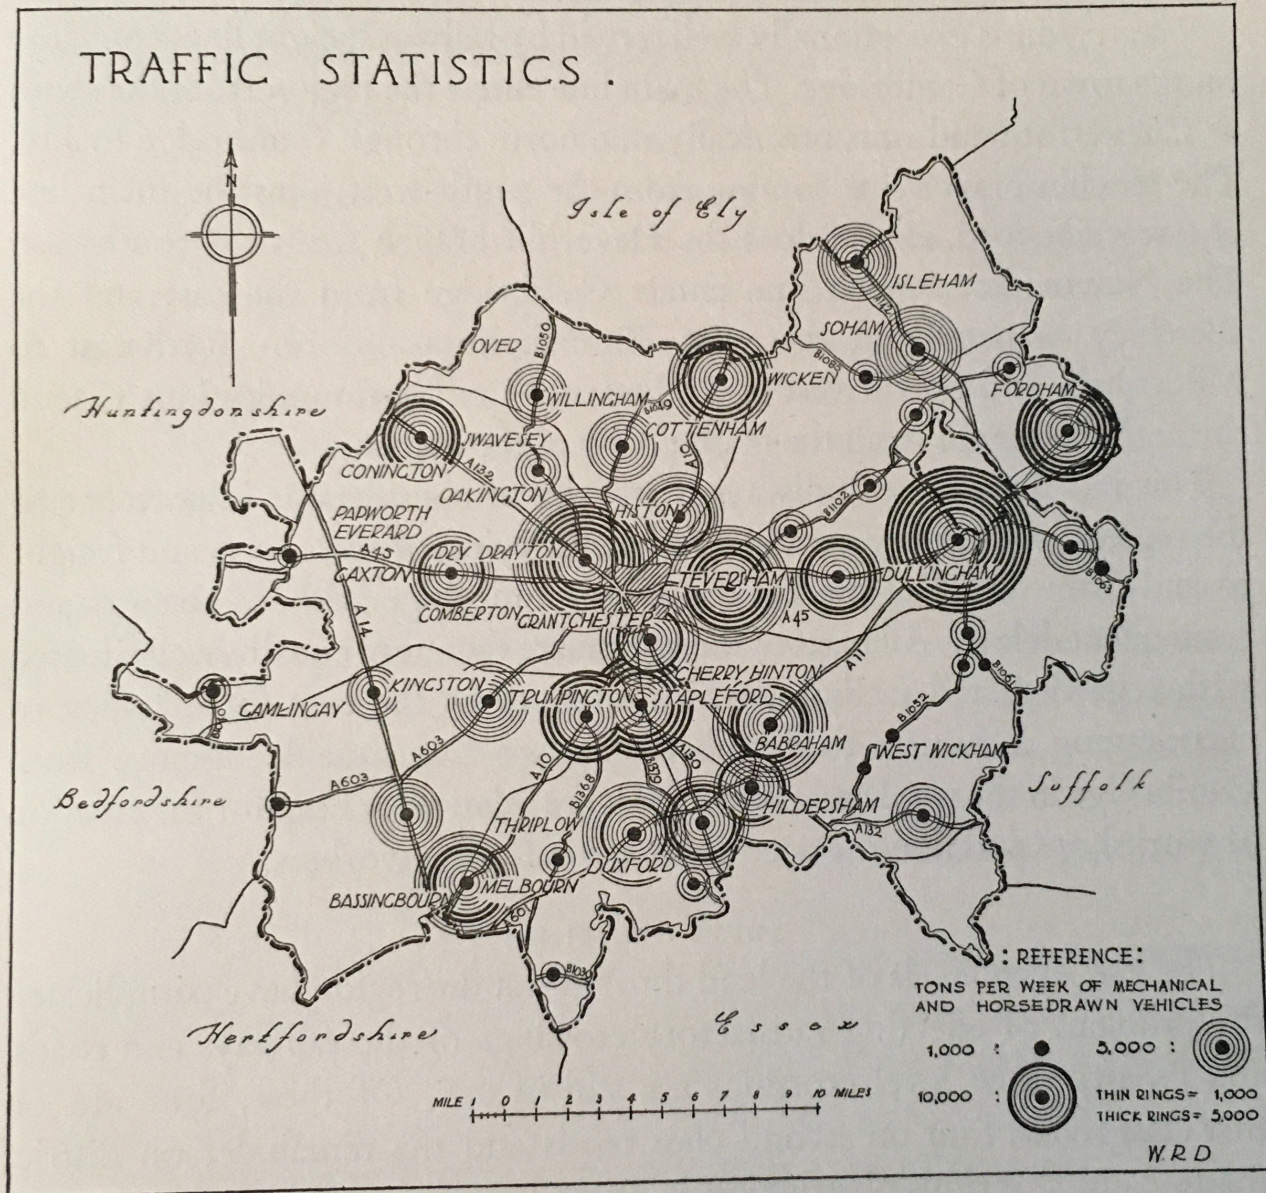 TRAFFIC STATISTICS.
N
Isle of Ely
ISLEHAM
A142
SOHAM
OVER
B1050
B1085
WICKEN
FORDHAM
Huntingdonshire
WILLINGHAM
B1049
COTTENHAM
SWAVESEY
A10
CONINGTON
A132
OAKINGTON
B1102
HISTON
PAPWORTH
EVERARD
A45
DRY DRAYTON
CAXTON
TEVERSHAM
DULLINGHAM
B1063
COMBERTON
GRANTCHESTER
A45
A14
A11
CHERRY HINTON
B1061
KINGSTON
TRUMPINGTON
STAPLEFORD
GAMLINGAY
B1052
B1040
BABRAHAM
WEST WICKHAM
A603
A10
A130
A603
B1368
Bedfordshire
Suffolk
HILDERSHAM
THRIPLOW
A132
DUXFORD
BASSINGBOURN
MELBOURN
A601
B1039
Hertfordshire
Essex
: REFERENCE:
TONS PER WEEK OF MECHANICAL
AND HORSEDRAWN VEHICLES
1,000 : 5,000 :
10,000 : THIN RINGS = 1,000
THICK RINGS = 5,000
MILE 1 0 1 2 3 4 5 6 7 8 9 10 MILES
W.R.D